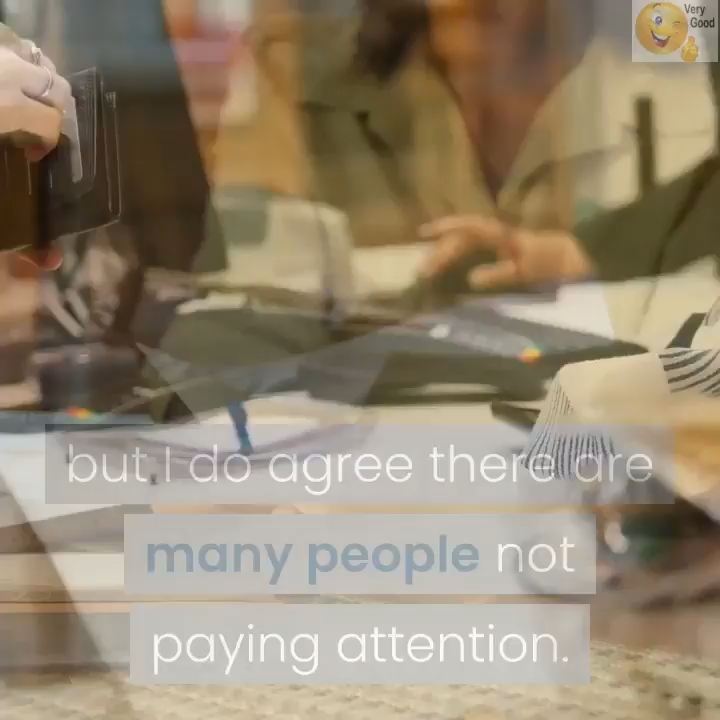 Very
Good
but I do agree there are
many people not
paying attention.